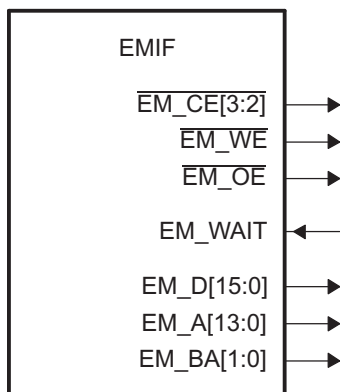 EMIF
EM_CE[3:2]
EM_WE
EM_OE
EM_WAIT
EM_D[15:0]
EM_A[13:0]
EM_BA[1:0]